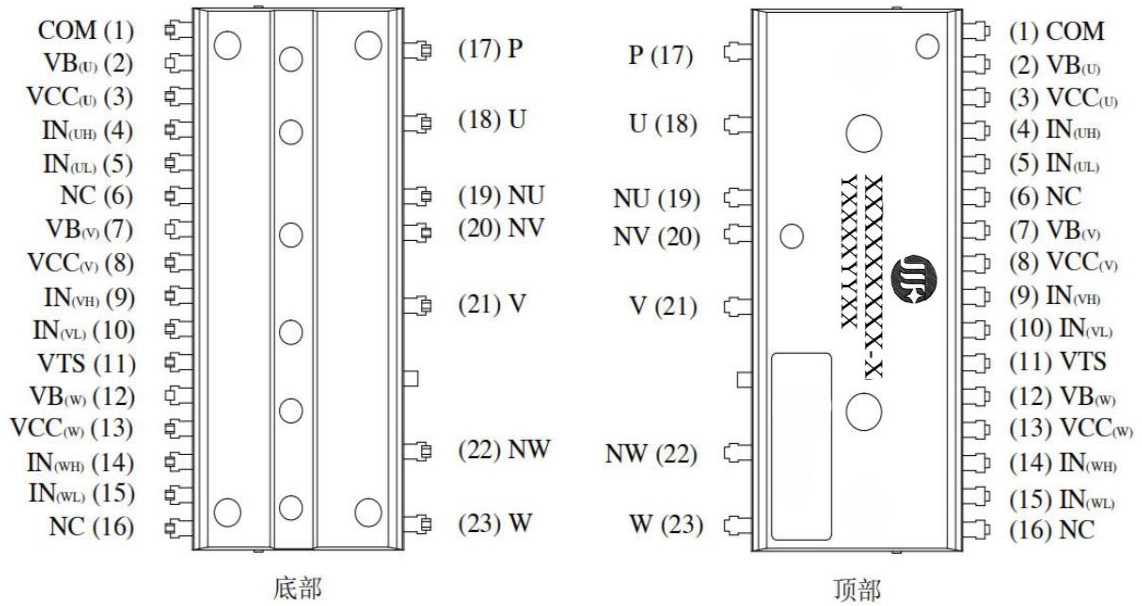 COM (1)
VB(U) (2)
VCC(U) (3)
IN(UH) (4)
IN(UL) (5)
NC (6)
VB(V) (7)
VCC(V) (8)
IN(VH) (9)
IN(VL) (10)
VTS (11)
VB(W) (12)
VCC(W) (13)
IN(WH) (14)
IN(WL) (15)
NC (16)
(17) P
(18) U
(19) NU
(20) NV
(21) V
(22) NW
(23) W
底部
P (17)
U (18)
NU (19)
NV (20)
V (21)
NW (22)
W (23)
XXXXXXXXXX-X
YXXXYYXX
(1) COM
(2) VB(U)
(3) VCC(U)
(4) IN(UH)
(5) IN(UL)
(6) NC
(7) VB(V)
(8) VCC(V)
(9) IN(VH)
(10) IN(VL)
(11) VTS
(12) VB(W)
(13) VCC(W)
(14) IN(WH)
(15) IN(WL)
(16) NC
顶部